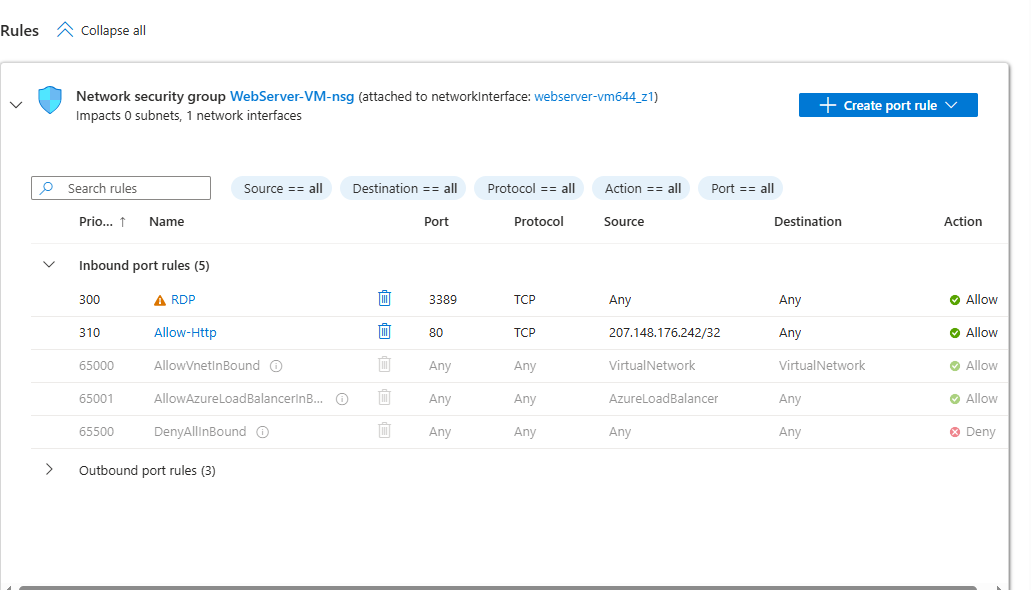 Rules Collapse all
Network security group WebServer-VM-nsg (attached to networkInterface: webserver-vm644_z1)
Impacts 0 subnets, 1 network interfaces
Create port rule
Search rules Source == all Destination == all Protocol == all Action == all Port == all
Prio... ↑ Name Port Protocol Source Destination Action
Inbound port rules (5)
300 RDP 3389 TCP Any Any Allow
310 Allow-Http 80 TCP 207.148.176.242/32 Any Allow
65000 AllowVnetInBound Any Any VirtualNetwork VirtualNetwork Allow
65001 AllowAzureLoadBalancerInB... Any Any AzureLoadBalancer Any Allow
65500 DenyAllInBound Any Any Any Any Deny
Outbound port rules (3)